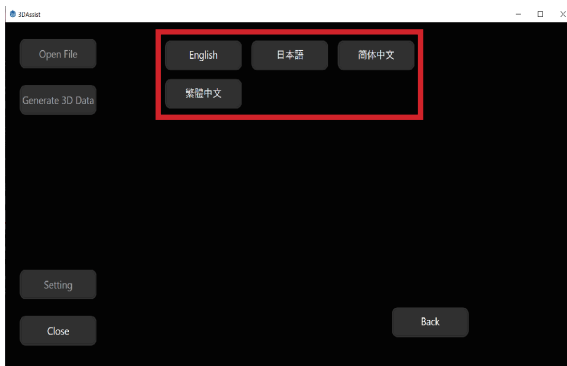 3DAssist
Open File
English
日本語
简体中文
Generate 3D Data
繁體中文
Setting
Back
Close